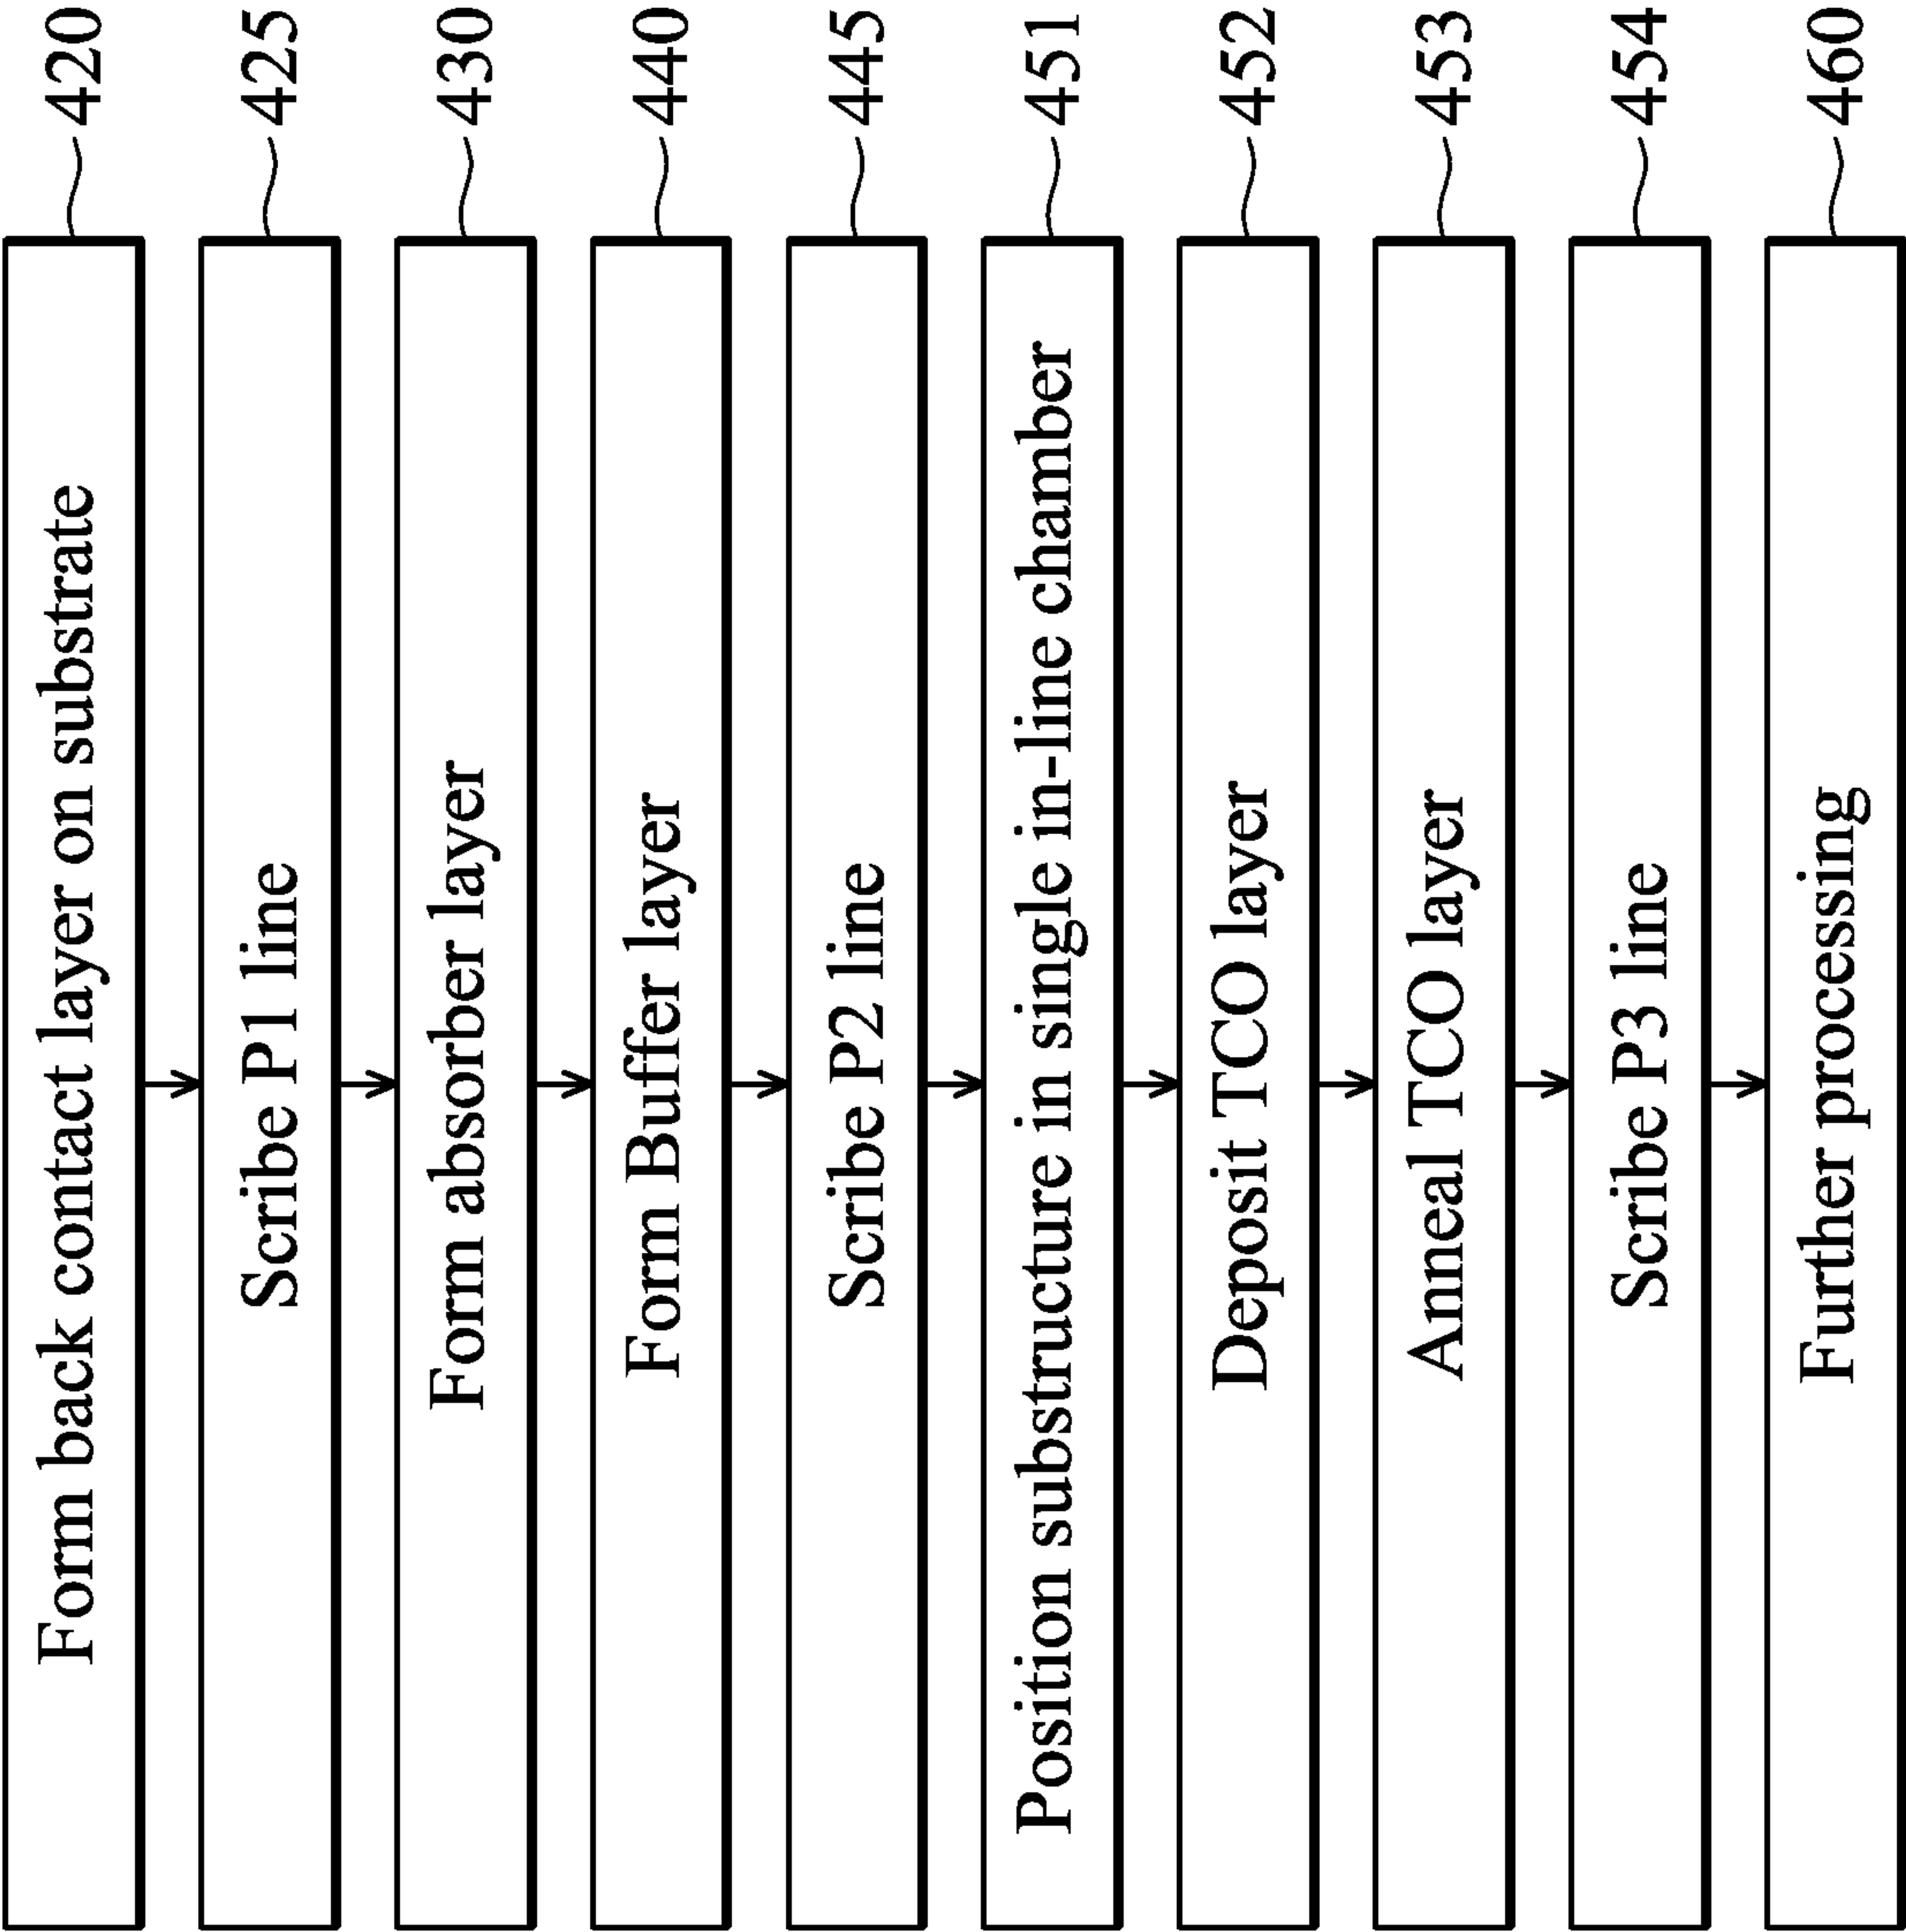 Form back contact layer on substrate 420
Scribe P1 line 425
Form absorber layer 430
Form Buffer layer 440
Scribe P2 line 445
Position substructure in single in-line chamber 451
Deposit TCO layer 452
Anneal TCO layer 453
Scribe P3 line 454
Further processing 460